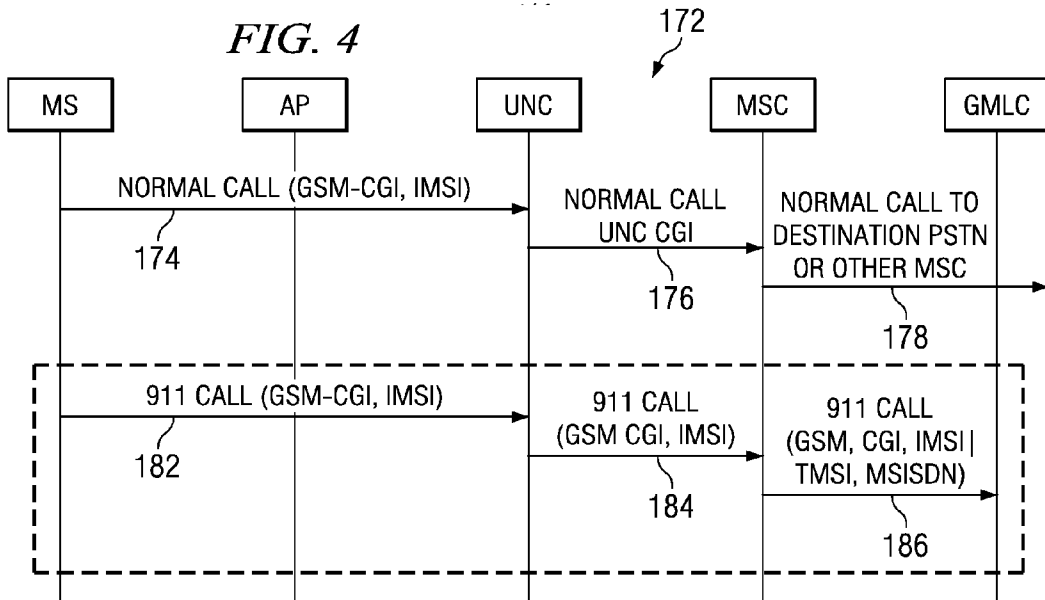 FIG. 4
172
MS
AP
UNC
MSC
GMLC
NORMAL CALL (GSM-CGI, IMSI)
174
NORMAL CALL
UNC CGI
176
NORMAL CALL TO
DESTINATION PSTN
OR OTHER MSC
178
911 CALL (GSM-CGI, IMSI)
182
911 CALL
(GSM CGI, IMSI)
184
911 CALL
(GSM, CGI, IMSI|
TMSI, MSISDN)
186